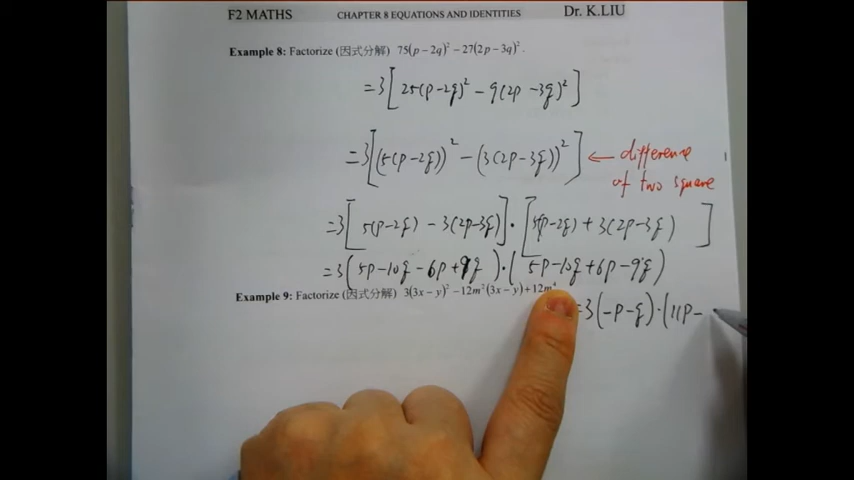 F2 MATHS CHAPTER 8 EQUATIONS AND IDENTITIES Dr. K.LIU
Example 8: Factorize (因式分解) 75(p−2q)² −27(2p−3q)².
=3[25(p−2q)² − 9(2p−3q)²]
=3[(5(p−2q))² − (3(2p−3q))²] ← difference
of two square
=3[5(p−2q) − 3(2p−3q)]·[5(p−2q) + 3(2p−3q)]
=3(5p−10q−6p+9q)·(5p−10q+6p−9q)
Example 9: Factorize (因式分解) 3(3x−y)² −12m²(3x−y)+12m⁴
=3(−p−q)·(11p−